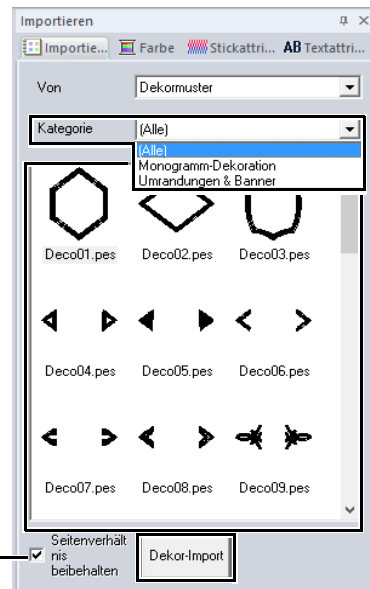 Importieren
Importie... Farbe Stickattri... AB Textattri...
Von Dekormuster
Kategorie (Alle)
(Alle)
Monogramm-Dekoration
Umrandungen & Banner
Deco01.pes Deco02.pes Deco03.pes
Deco04.pes Deco05.pes Deco06.pes
Deco07.pes Deco08.pes Deco09.pes
Seitenverhält
nis
beibehalten
Dekor-Import